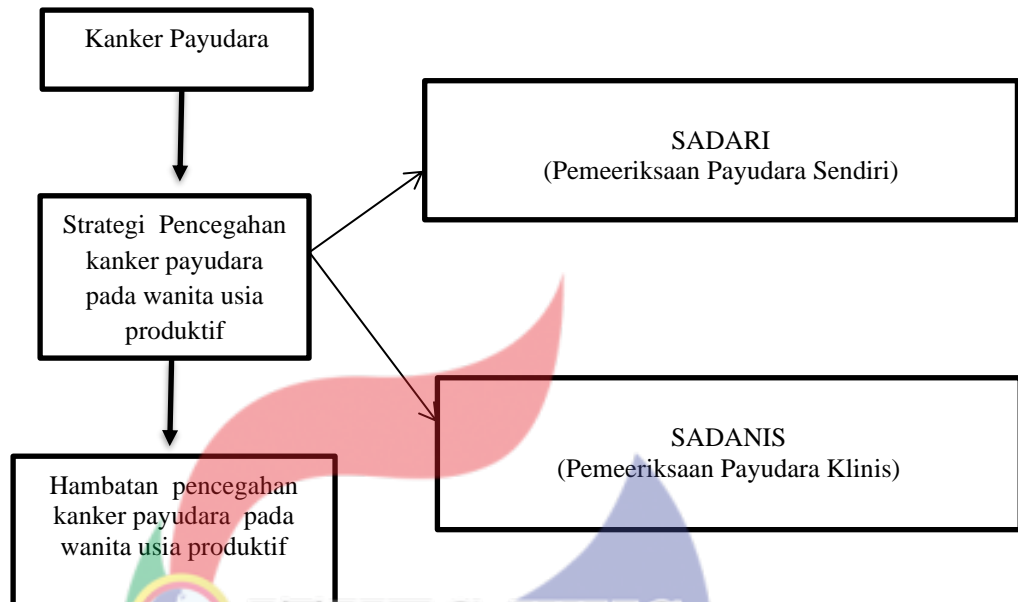 Kanker Payudara
SADARI
(Pemeeriksaan Payudara Sendiri)
Strategi Pencegahan
kanker payudara
pada wanita usia
produktif
SADANIS
(Pemeeriksaan Payudara Klinis)
Hambatan pencegahan
kanker payudara pada
wanita usia produktif